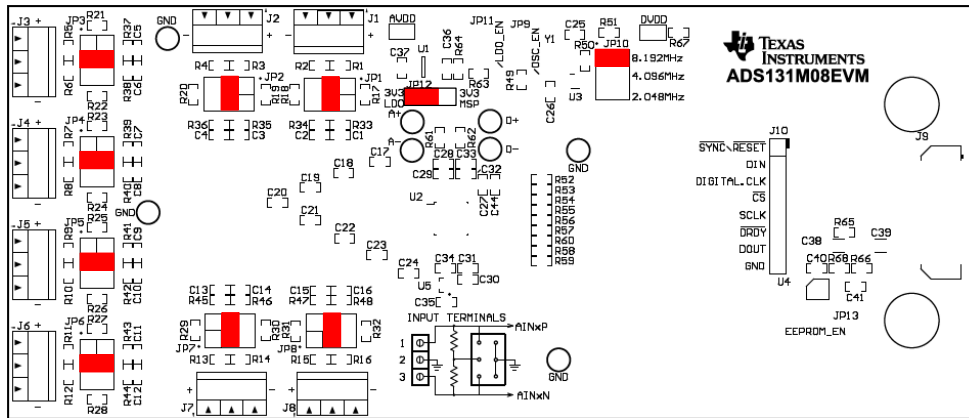 J3 +
R5
R21
JP3
R37
C5
GND
R6
R38
C6
R22
J4 +
R7
R23
JP4
R39
C7
R8
R40
C8
R24
GND
J5 +
R9
R25
JP5
R41
C9
R10
R42
C10
R26
J6 +
R11
R27
JP6
R43
C11
R12
R44
C12
R28
+ J2 -
+ J1 -
R4
R3
R2
R1
R20
JP2
R19
R18
JP1
R17
R36
R35
R34
R33
C4
C3
C2
C1
AVDD
JP11
LDO_EN
JP9
OSC_EN
Y1
C25
R51
DVDD
R67
C37
U1
C36
R64
R63
R49
R50
JP10
8.192MHz
4.096MHz
2.048MHz
U3
C26
JP12
3V3
LDO
3V3
MSP
A+
D+
A-
D-
R61
R62
GND
C28
C33
C29
C32
C27
C44
U2
C17
C18
C19
C20
C21
C22
C23
C24
R52
R53
R54
R55
R56
R57
R60
R58
R59
C34
C31
C30
U5
C35
C13
C14
C15
C16
R45
R46
R47
R48
R29
R30
R31
R32
JP7
JP8
R13
R14
R15
R16
+ J7 -
+ J8 -
INPUT TERMINALS
1
2
3
AINxP
AINxN
GND
TEXAS
INSTRUMENTS
ADS131M08EVM
J10
SYNC\RESET
DIN
DIGITAL.CLK
CS
SCLK
DRDY
DOUT
GND
U4
J9
R65
C38
C39
C40
R68
R66
C41
JP13
EEPROM_EN